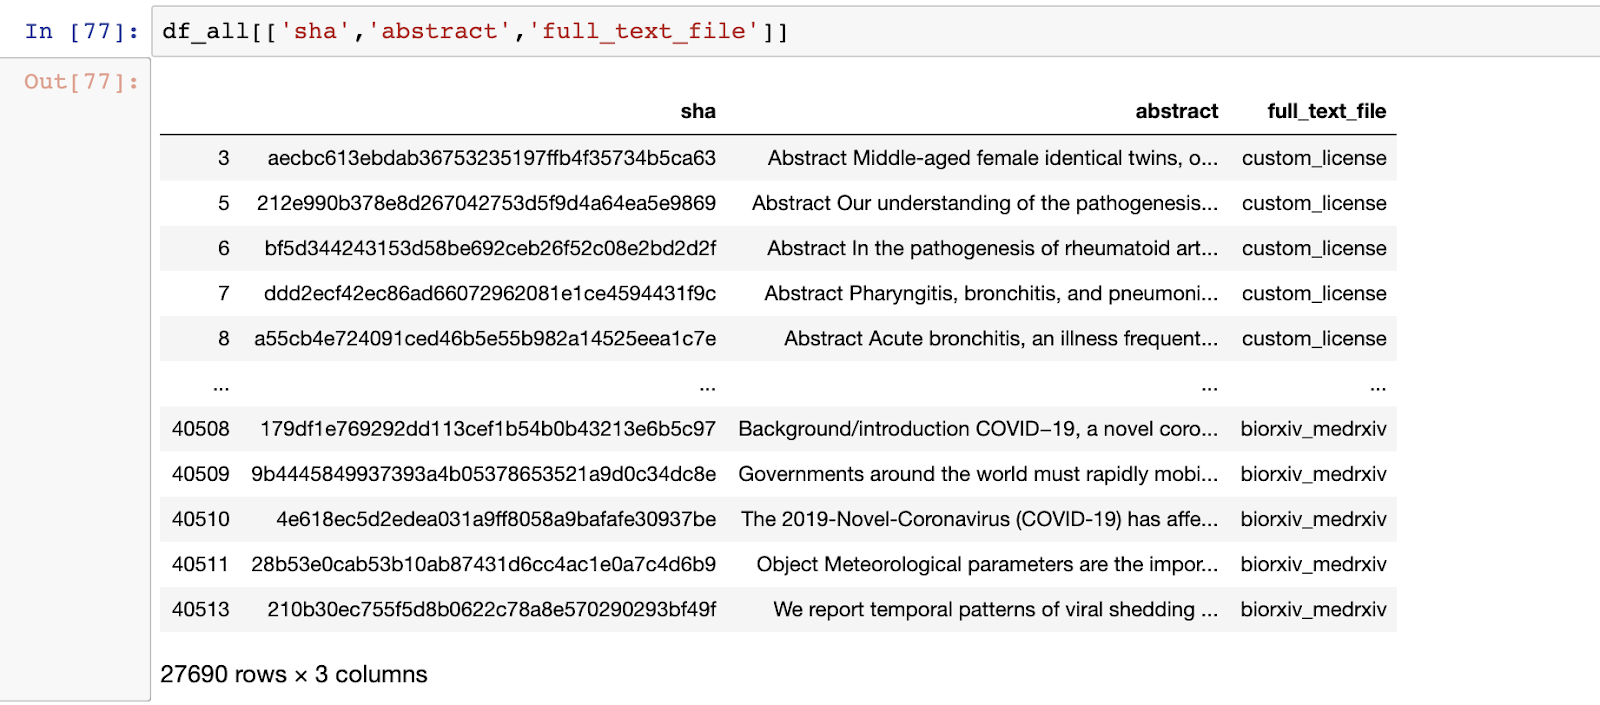 In [77]: df_all[['sha','abstract','full_text_file']]
Out[77]:
sha abstract full_text_file
3 aecbc613ebdab36753235197ffb4f35734b5ca63 Abstract Middle-aged female identical twins, o... custom_license
5 212e990b378e8d267042753d5f9d4a64ea5e9869 Abstract Our understanding of the pathogenesis... custom_license
6 bf5d344243153d58be692ceb26f52c08e2bd2d2f Abstract In the pathogenesis of rheumatoid art... custom_license
7 ddd2ecf42ec86ad66072962081e1ce4594431f9c Abstract Pharyngitis, bronchitis, and pneumoni... custom_license
8 a55cb4e724091ced46b5e55b982a14525eea1c7e Abstract Acute bronchitis, an illness frequent... custom_license
... ... ... ...
40508 179df1e769292dd113cef1b54b0b43213e6b5c97 Background/introduction COVID–19, a novel coro... biorxiv_medrxiv
40509 9b4445849937393a4b05378653521a9d0c34dc8e Governments around the world must rapidly mobi... biorxiv_medrxiv
40510 4e618ec5d2edea031a9ff8058a9bafafe30937be The 2019-Novel-Coronavirus (COVID-19) has affe... biorxiv_medrxiv
40511 28b53e0cab53b10ab87431d6cc4ac1e0a7c4d6b9 Object Meteorological parameters are the impor... biorxiv_medrxiv
40513 210b30ec755f5d8b0622c78a8e570290293bf49f We report temporal patterns of viral shedding ... biorxiv_medrxiv
27690 rows × 3 columns